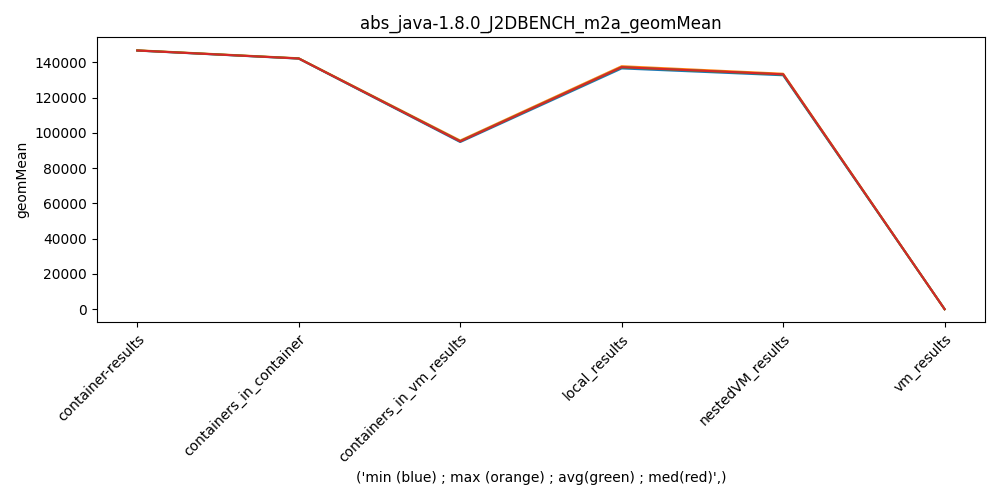 abs_java-1.8.0_J2DBENCH_m2a_geomMean
geomMean
140000
120000
100000
80000
60000
40000
20000
0
container-results
containers_in_container
containers_in_vm_results
local_results
nestedVM_results
vm_results
('min (blue) ; max (orange) ; avg(green) ; med(red)',)